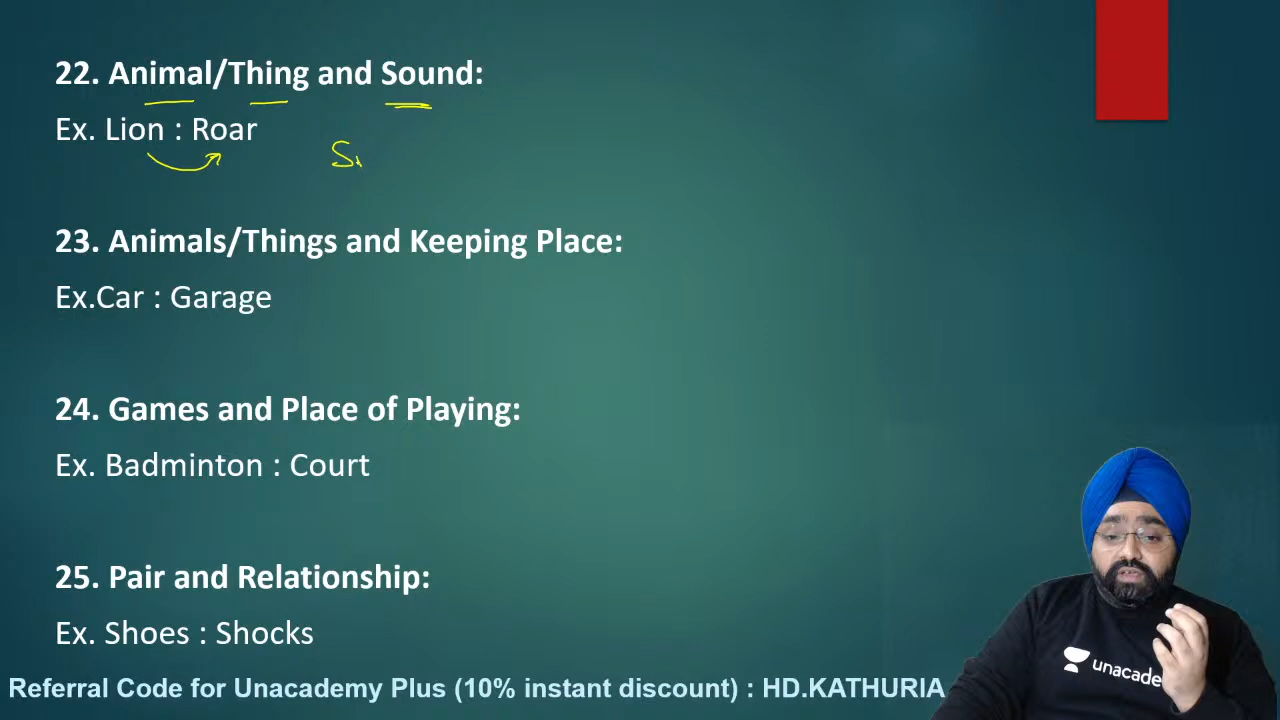 22. Animal/Thing and Sound:
Ex. Lion : Roar
23. Animals/Things and Keeping Place:
Ex.Car : Garage
24. Games and Place of Playing:
Ex. Badminton : Court
25. Pair and Relationship:
Ex. Shoes : Shocks
unacade
Referral Code for Unacademy Plus (10% instant discount) : HD.KATHURIA